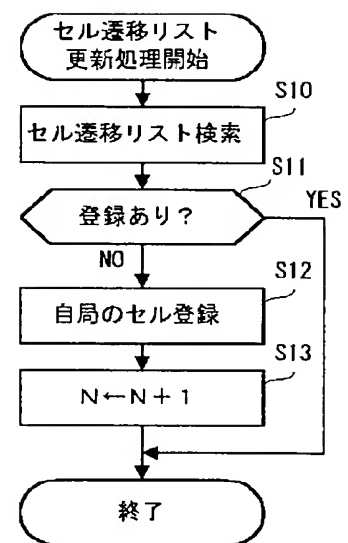 セル遷移リスト
更新処理開始
S10
セル遷移リスト検索
S11
登録あり？
YES
NO
S12
自局のセル登録
S13
N←N＋1
終了